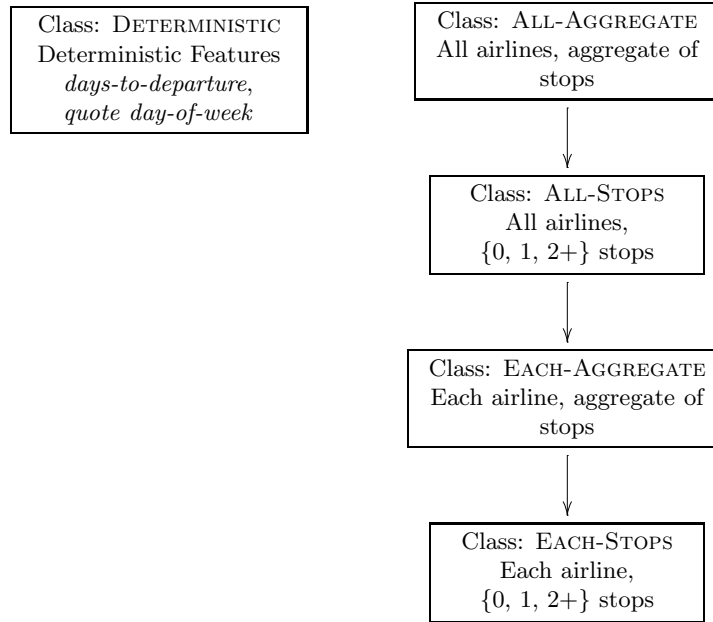 Class: DETERMINISTIC
Deterministic Features
days-to-departure,
quote day-of-week
Class: ALL-AGGREGATE
All airlines, aggregate of
stops
Class: ALL-STOPS
All airlines,
{0, 1, 2+} stops
Class: EACH-AGGREGATE
Each airline, aggregate of
stops
Class: EACH-STOPS
Each airline,
{0, 1, 2+} stops